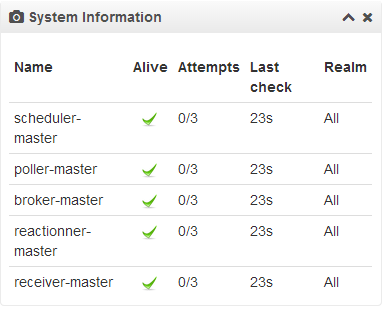 System Information
Name Alive Attempts Last check Realm
scheduler-master 0/3 23s All
poller-master 0/3 23s All
broker-master 0/3 23s All
reactionner-master 0/3 23s All
receiver-master 0/3 23s All